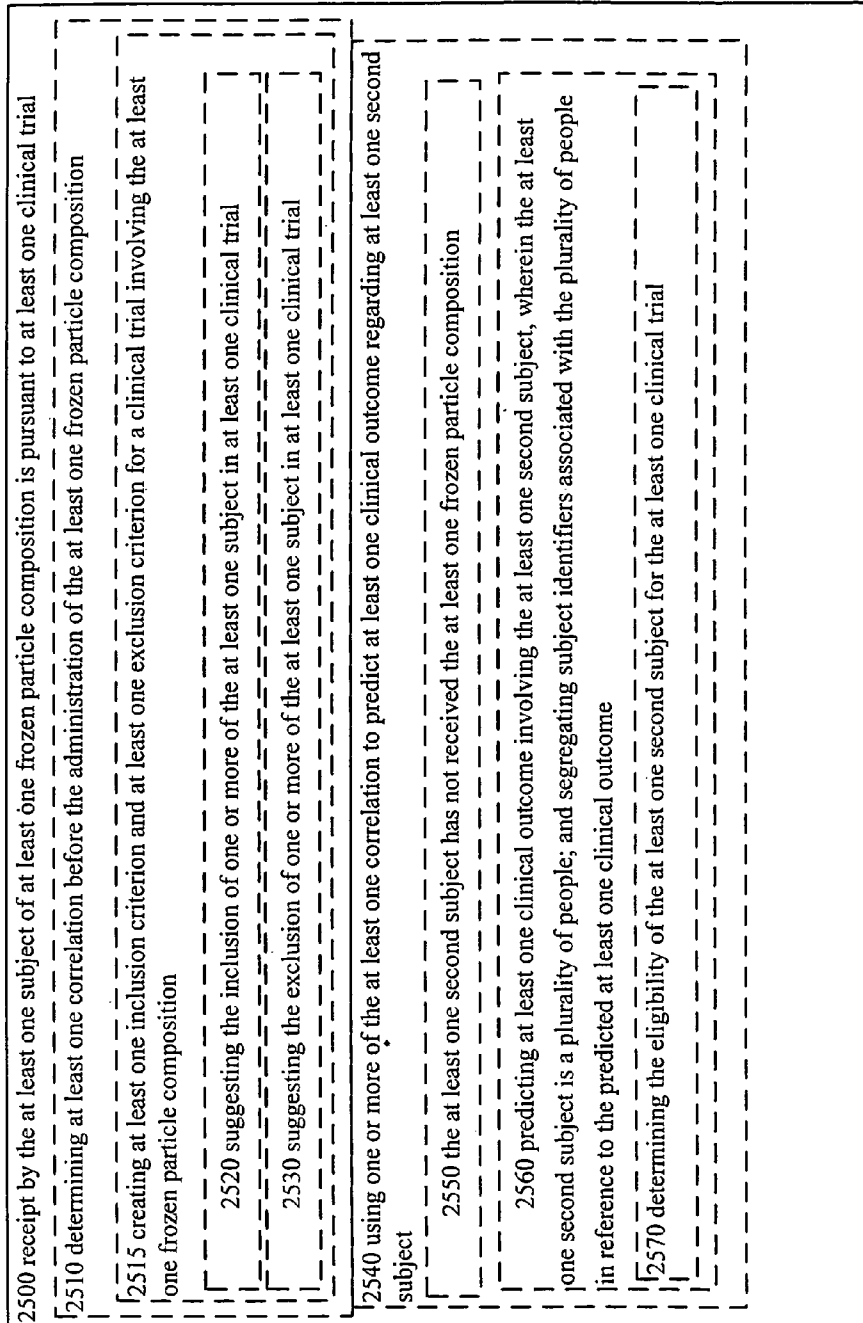 2500 receipt by the at least one subject of at least one frozen particle composition is pursuant to at least one clinical trial
2510 determining at least one correlation before the administration of the at least one frozen particle composition
2515 creating at least one inclusion criterion and at least one exclusion criterion for a clinical trial involving the at least
one frozen particle composition
2520 suggesting the inclusion of one or more of the at least one subject in at least one clinical trial
2530 suggesting the exclusion of one or more of the at least one subject in at least one clinical trial
2540 using one or more of the at least one correlation to predict at least one clinical outcome regarding at least one second
subject
2550 the at least one second subject has not received the at least one frozen particle composition
2560 predicting at least one clinical outcome involving the at least one second subject, wherein the at least
one second subject is a plurality of people; and segregating subject identifiers associated with the plurality of people
in reference to the predicted at least one clinical outcome
2570 determining the eligibility of the at least one second subject for the at least one clinical trial